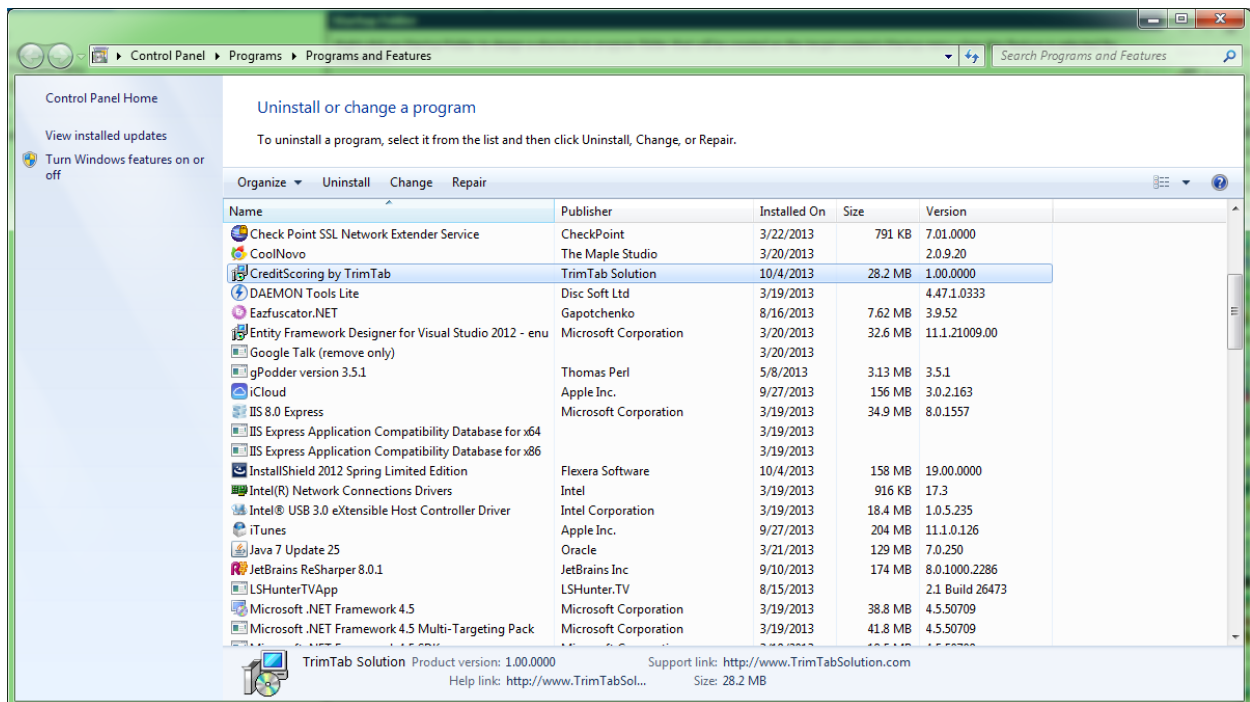 Startup Folder
Control Panel Programs Programs and Features
Search Programs and Features
Control Panel Home
View installed updates
Turn Windows features on or
off
Uninstall or change a program
To uninstall a program, select it from the list and then click Uninstall, Change, or Repair.
Organize Uninstall Change Repair
Name Publisher Installed On Size Version
Check Point SSL Network Extender Service CheckPoint 3/22/2013 791 KB 7.01.0000
CoolNovo The Maple Studio 3/20/2013 2.0.9.20
CreditScoring by TrimTab TrimTab Solution 10/4/2013 28.2 MB 1.00.0000
DAEMON Tools Lite Disc Soft Ltd 3/19/2013 4.47.1.0333
Eazfuscator.NET Gapotchenko 8/16/2013 7.62 MB 3.9.52
Entity Framework Designer for Visual Studio 2012 - enu Microsoft Corporation 3/20/2013 32.6 MB 11.1.21009.00
Google Talk (remove only) 3/20/2013
gPodder version 3.5.1 Thomas Perl 5/8/2013 3.13 MB 3.5.1
iCloud Apple Inc. 9/27/2013 156 MB 3.0.2.163
IIS 8.0 Express Microsoft Corporation 3/19/2013 34.9 MB 8.0.1557
IIS Express Application Compatibility Database for x64 3/19/2013
IIS Express Application Compatibility Database for x86 3/19/2013
InstallShield 2012 Spring Limited Edition Flexera Software 10/4/2013 158 MB 19.00.0000
Intel(R) Network Connections Drivers Intel 3/19/2013 916 KB 17.3
Intel® USB 3.0 eXtensible Host Controller Driver Intel Corporation 3/19/2013 18.4 MB 1.0.5.235
iTunes Apple Inc. 9/27/2013 204 MB 11.1.0.126
Java 7 Update 25 Oracle 3/21/2013 129 MB 7.0.250
JetBrains ReSharper 8.0.1 JetBrains Inc 9/10/2013 174 MB 8.0.1000.2286
LSHunterTVApp LSHunter.TV 8/15/2013 2.1 Build 26473
Microsoft .NET Framework 4.5 Microsoft Corporation 3/19/2013 38.8 MB 4.5.50709
Microsoft .NET Framework 4.5 Multi-Targeting Pack Microsoft Corporation 3/19/2013 41.8 MB 4.5.50709
TrimTab Solution Product version: 1.00.0000 Support link: http://www.TrimTabSolution.com
Help link: http://www.TrimTabSol... Size: 28.2 MB